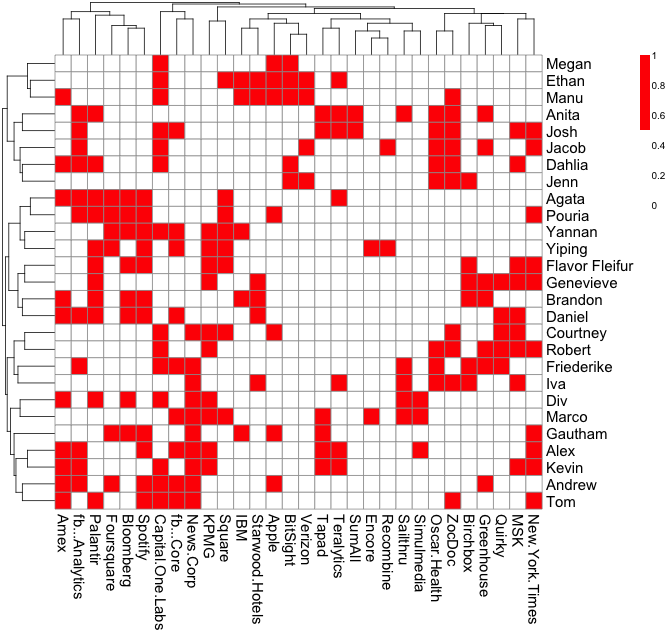 1
0.8
0.6
0.4
0.2
0
Megan
Ethan
Manu
Anita
Josh
Jacob
Dahlia
Jenn
Agata
Pouria
Yannan
Yiping
Flavor Fleifur
Genevieve
Brandon
Daniel
Courtney
Robert
Friederike
Iva
Div
Marco
Gautham
Alex
Kevin
Andrew
Tom
Amex
fb...Analytics
Palantir
Foursquare
Bloomberg
Spotify
Capital.One.Labs
fb...Core
News.Corp
KPMG
Square
IBM
Starwood.Hotels
Apple
BitSight
Verizon
Tapad
Teralytics
SumAll
Encore
Recombine
Sailthru
Simulmedia
Oscar.Health
ZocDoc
Birchbox
Greenhouse
Quirky
MSK
New.York.Times